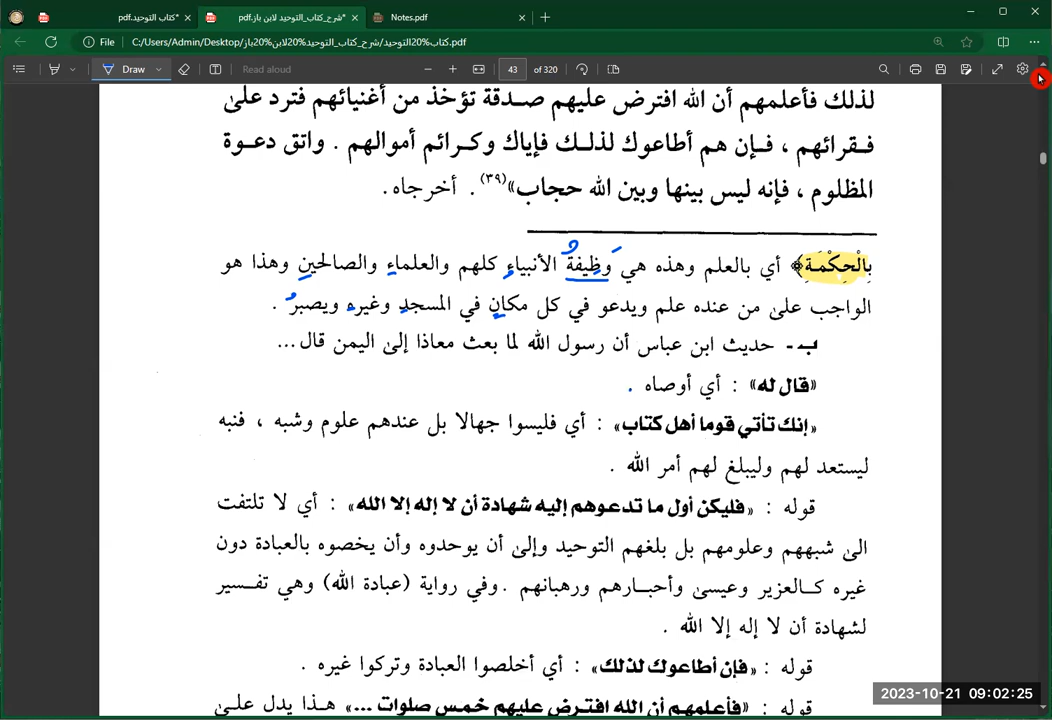 كتاب التوحيد.pdf*
شرح_كتاب_التوحيد لابن باز.pdf*
Notes.pdf
File
C:/Users/Admin/Desktop/شرح_كتاب_التوحيد%20لابن%20باز/كتاب%20التوحيد.pdf
Draw
Read aloud
43 of 320
لذلك فأعلمهم أن الله افترض عليهم صدقة تؤخذ من أغنيائهم فترد على
فقرائهم ، فإن هم أطاعوك لذلك فإياك وكرائم أموالهم . واتق دعوة
المظلوم ، فإنه ليس بينها وبين الله حجاب» (٣٩) . أخرجاه .
بِالْحِكْمَةِ﴾ أي بالعلم وهذه هي وَظيفةُ الأنبياءِ كلهم والعلماءِ والصالحينِ وهذا هو
الواجب على من عنده علم ويدعو في كل مكانٍ في المسجدِ وغيرهِ ويصبرُ .
ب - حديث ابن عباس أن رسول الله لما بعث معاذا إلى اليمن قال ...
«قال له» : أي أوصاه .
«إنك تأتي قوما أهل كتاب» : أي فليسوا جهالا بل عندهم علوم وشبه ، فنبه
ليستعد لهم وليبلغ لهم أمر الله .
قوله : «فليكن أول ما تدعوهم إليه شهادة أن لا إله إلا الله» : أي لا تلتفت
الى شبههم وعلومهم بل بلغهم التوحيد وإلى أن يوحدوه وأن يخصوه بالعبادة دون
غيره كالعزير وعيسى وأحبارهم ورهبانهم . وفي رواية (عبادة الله) وهي تفسير
لشهادة أن لا إله إلا الله .
قوله : «فإن أطاعوك لذلك» : أي أخلصوا العبادة وتركوا غيره .
قوله : «فأعلمهم أن الله افترض عليهم خمس صلوات ...» هذا يدل على
2023-10-21 09:02:25